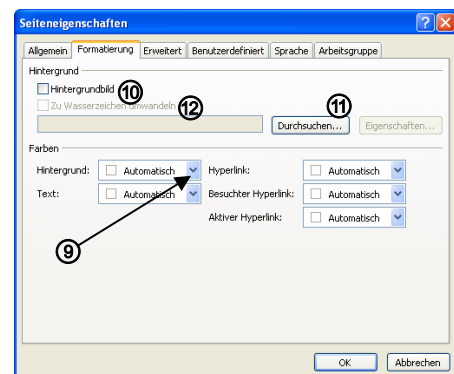 Seiteneigenschaften
Allgemein Formatierung Erweitert Benutzerdefiniert Sprache Arbeitsgruppe
Hintergrund
Hintergrundbild ⑩
Zu Wasserzeichen umwandeln ⑫ ⑪
Durchsuchen... Eigenschaften...
Farben
Hintergrund: Automatisch Hyperlink: Automatisch
Text: Automatisch Besuchter Hyperlink: Automatisch
Aktiver Hyperlink: Automatisch
⑨
OK Abbrechen